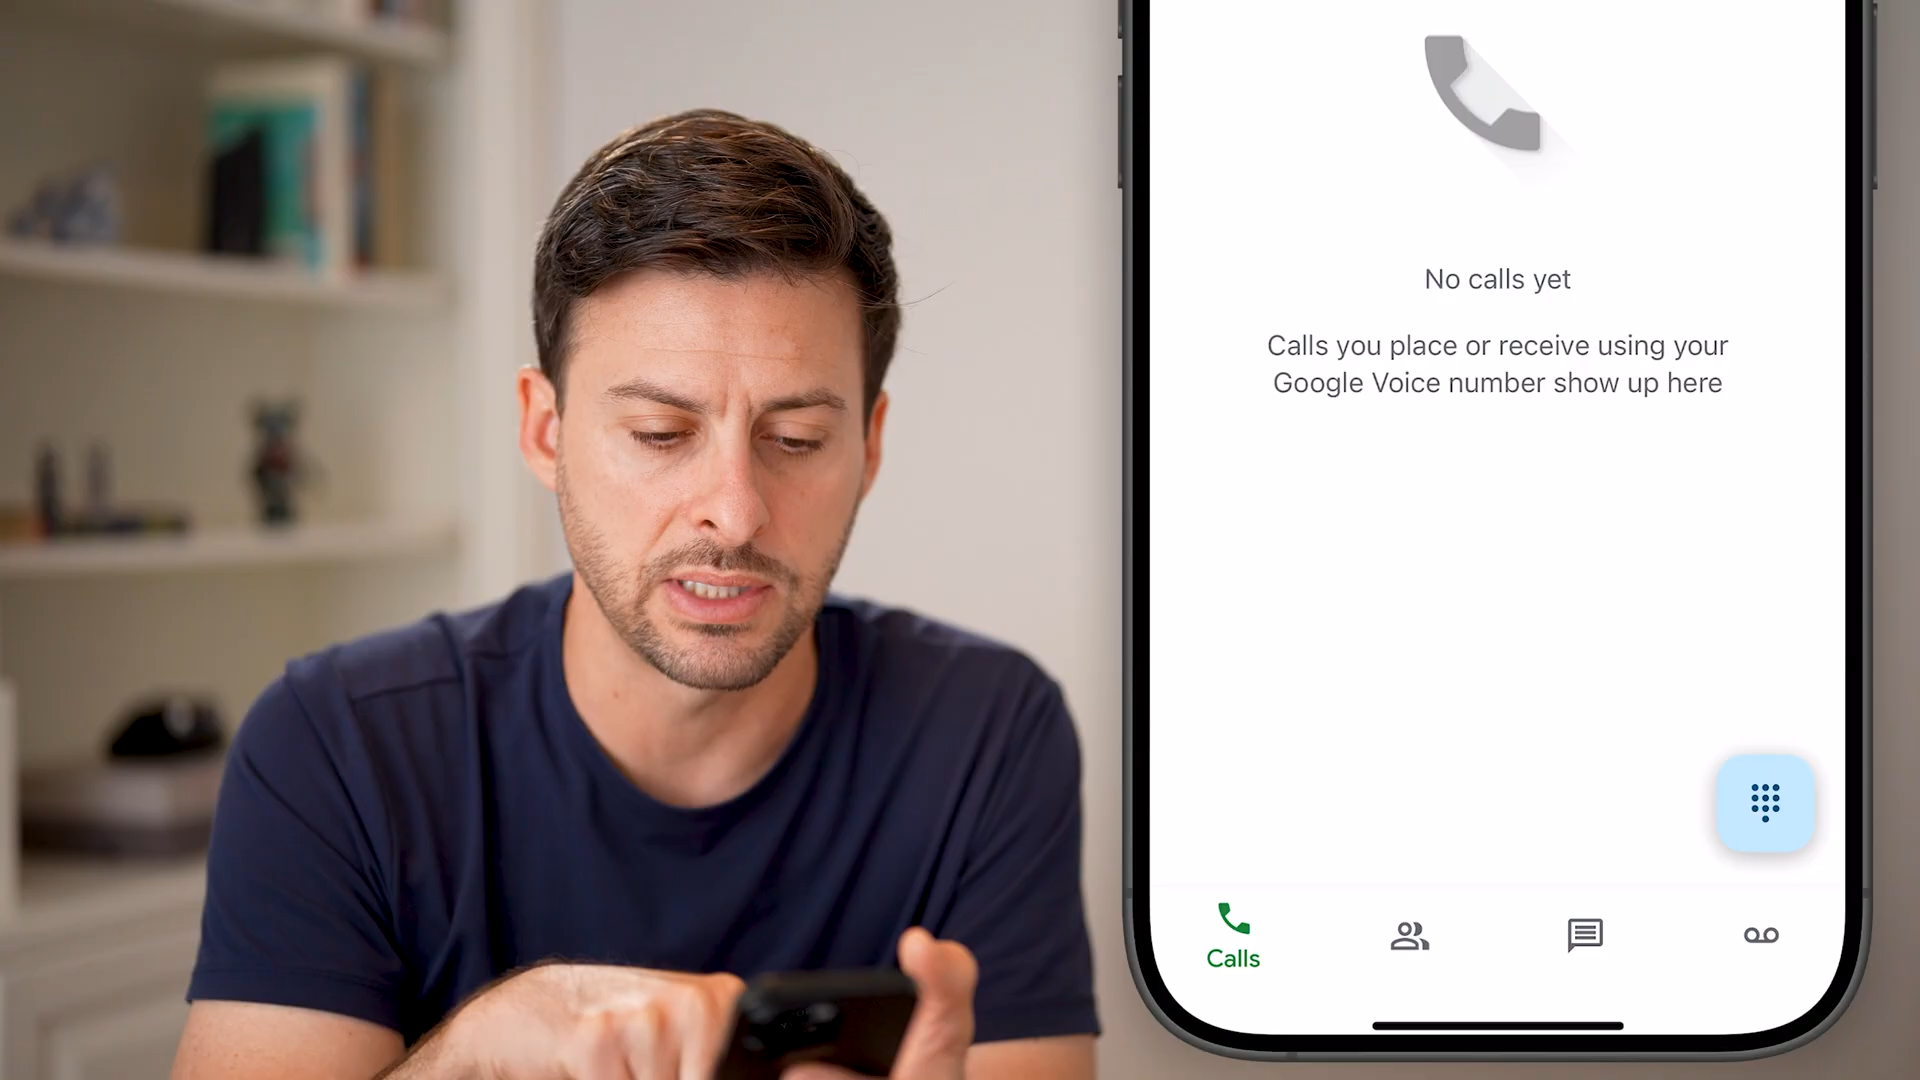 No calls yet
Calls you place or receive using your
Google Voice number show up here
Calls